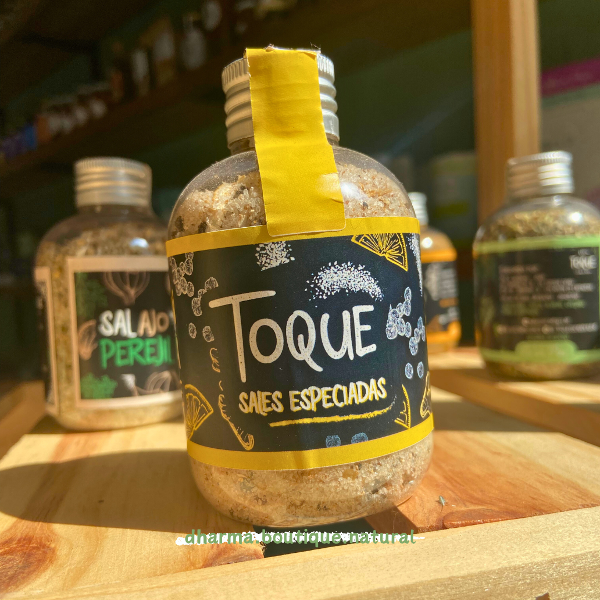 TOQUE
SALES ESPECIADAS
SAL AJO
PEREJIL
TOQUE
dharma.boutique.natural